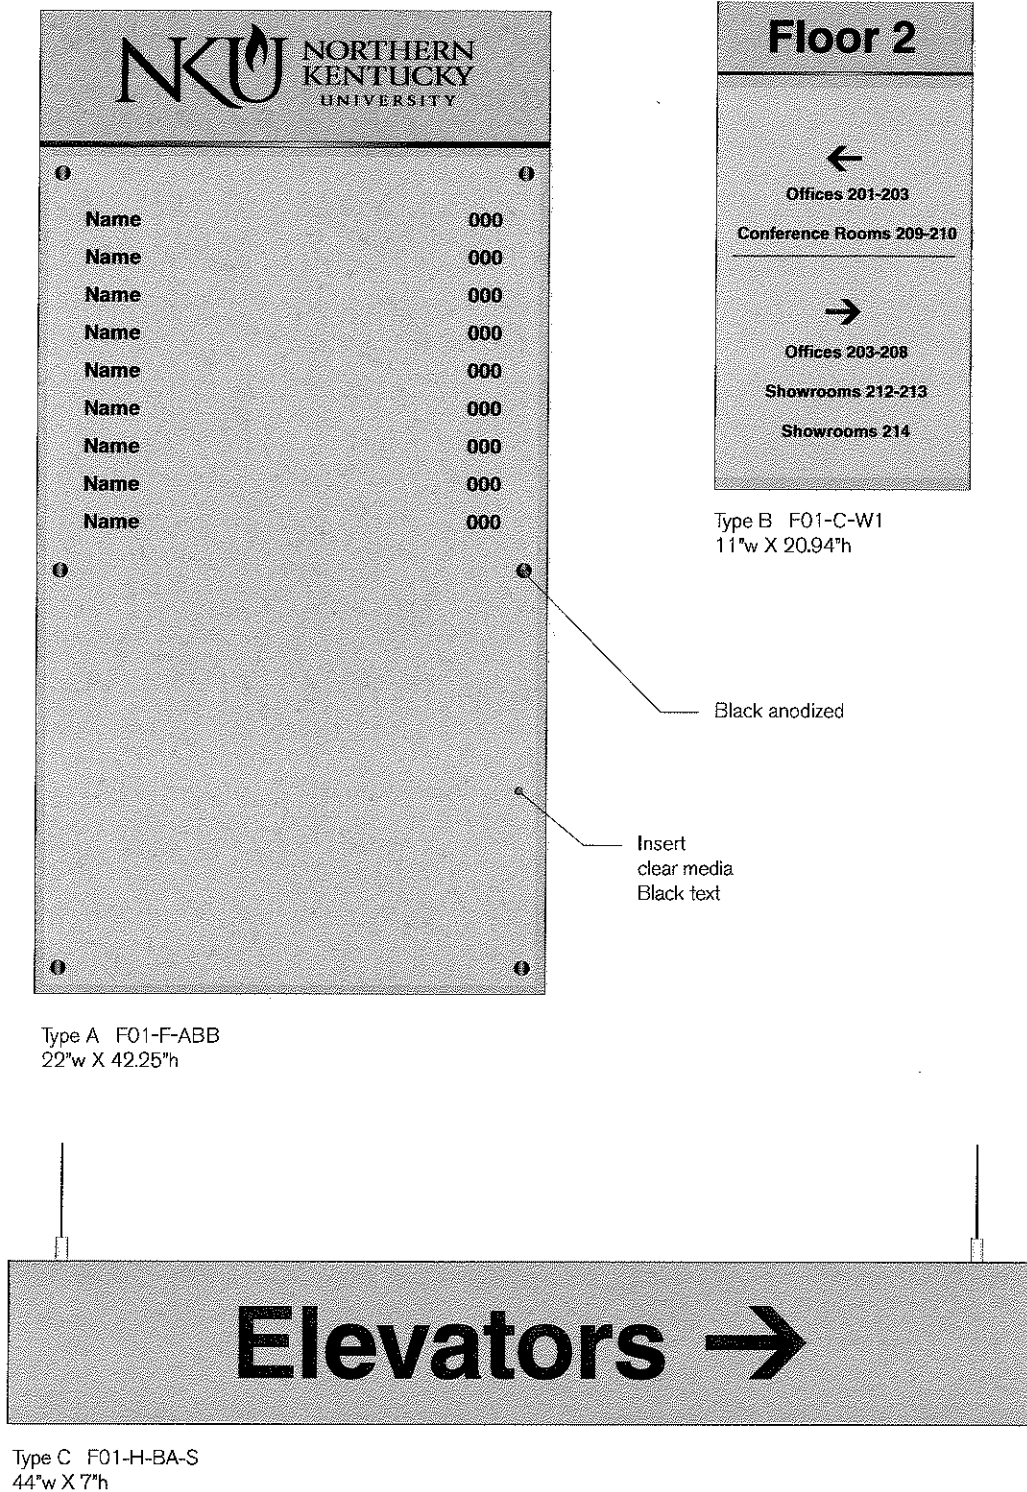 NKU NORTHERN
KENTUCKY
UNIVERSITY
Name 000
Name 000
Name 000
Name 000
Name 000
Name 000
Name 000
Name 000
Name 000
Type A F01-F-ABB
22"w X 42.25"h
Floor 2
←
Offices 201-203
Conference Rooms 209-210
→
Offices 203-208
Showrooms 212-213
Showrooms 214
Type B F01-C-W1
11"w X 20.94"h
Black anodized
Insert
clear media
Black text
Elevators →
Type C F01-H-BA-S
44"w X 7"h